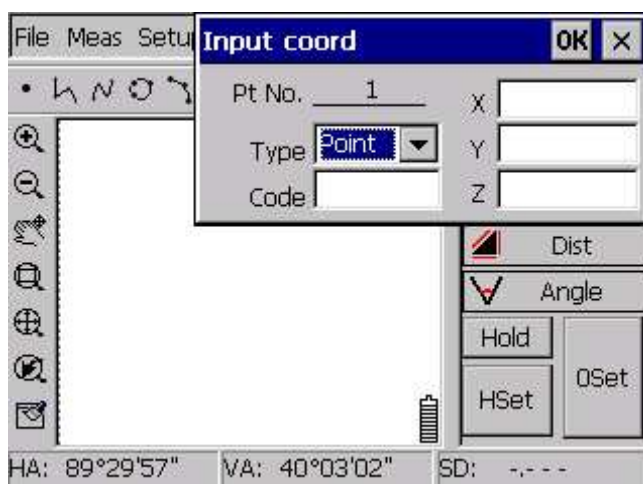 File Meas Setu
Input coord OK ×
Pt No. 1
Type Point
Code
X
Y
Z
Dist
Angle
Hold
HSet
0Set
HA: 89°29'57" VA: 40°03'02" SD: -.---